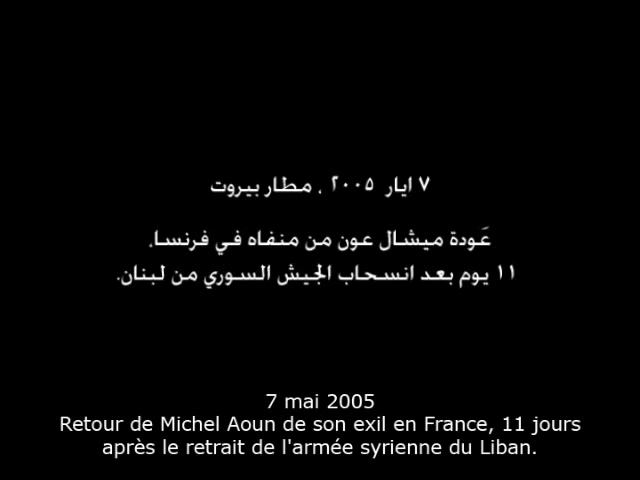 ٧ ايار ٢٠٠٥ ، مطار بيروت
عَودة ميشال عون من منفاه في فرنسا،
١١ يوم بعد انسحاب الجيش السوري من لبنان.
7 mai 2005
Retour de Michel Aoun de son exil en France, 11 jours
après le retrait de l'armée syrienne du Liban.